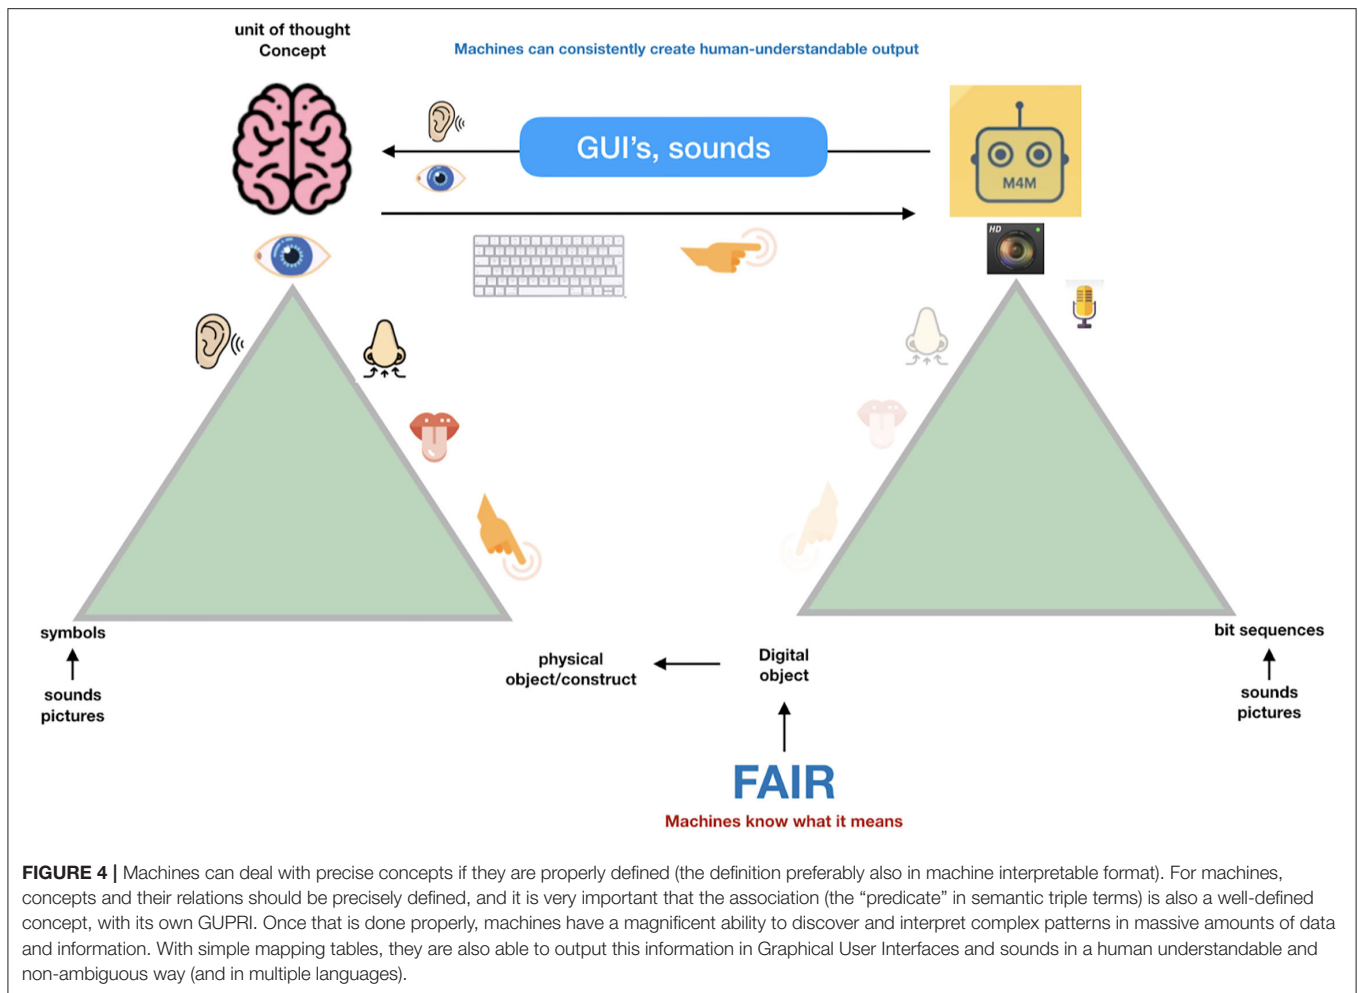 unit of thought
Concept
Machines can consistently create human-understandable output
GUI's, sounds
M4M
HD
symbols
sounds
pictures
physical
object/construct
Digital
object
bit sequences
sounds
pictures
FAIR
Machines know what it means
FIGURE 4 | Machines can deal with precise concepts if they are properly defined (the definition preferably also in machine interpretable format). For machines,
concepts and their relations should be precisely defined, and it is very important that the association (the “predicate” in semantic triple terms) is also a well-defined
concept, with its own GUPRI. Once that is done properly, machines have a magnificent ability to discover and interpret complex patterns in massive amounts of data
and information. With simple mapping tables, they are also able to output this information in Graphical User Interfaces and sounds in a human understandable and
non-ambiguous way (and in multiple languages).